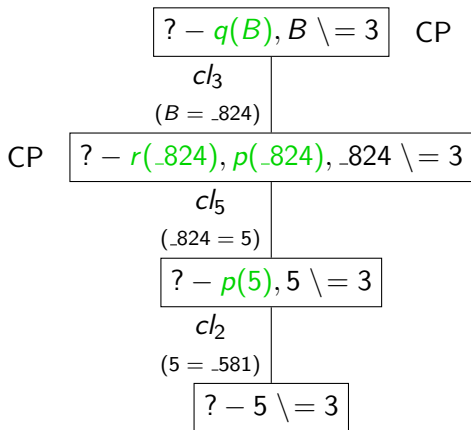 ? − q(B), B \= 3 CP
cl₃
(B = _824)
CP ? − r(_824), p(_824), _824 \= 3
cl₅
(_824 = 5)
? − p(5), 5 \= 3
cl₂
(5 = _581)
? − 5 \= 3